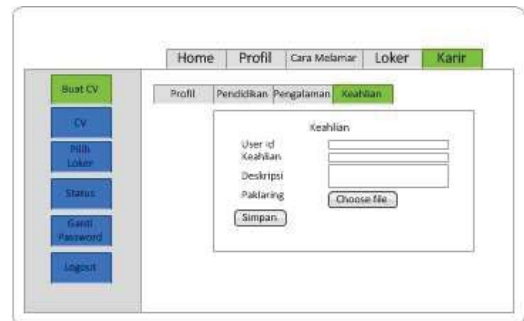 Home Profil Cara Melamar Loker Karir
Buat CV
CV
Pilih
Loker
Status
Ganti
Password
Logout
Profil Pendidikan Pengalaman Keahlian
Keahlian
User id
Keahlian
Deskripsi
Paklaring Choose file
Simpan